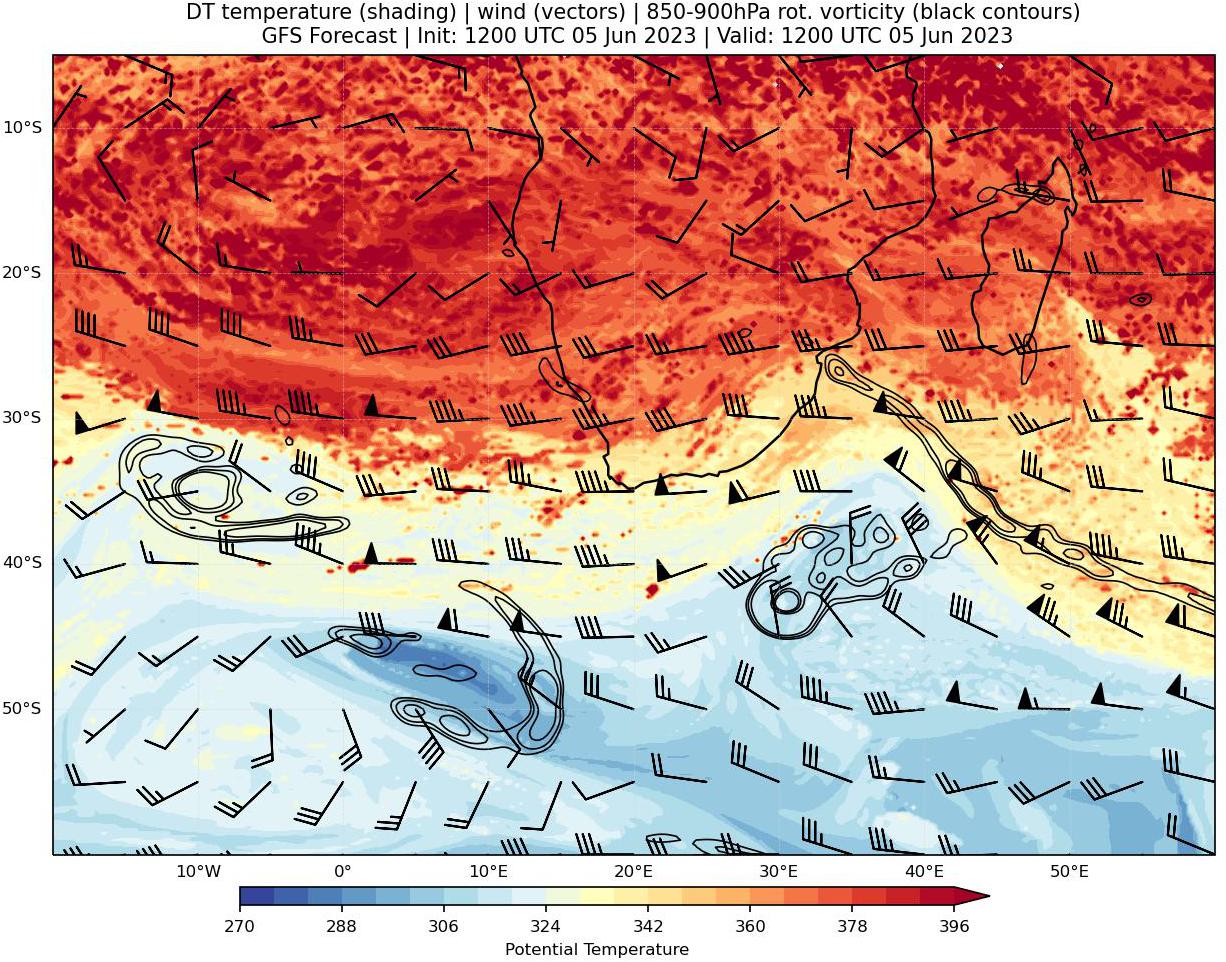 DT temperature (shading) | wind (vectors) | 850-900hPa rot. vorticity (black contours)
GFS Forecast | Init: 1200 UTC 05 Jun 2023 | Valid: 1200 UTC 05 Jun 2023
10°S
20°S
30°S
40°S
50°S
10°W 0° 10°E 20°E 30°E 40°E 50°E
270 288 306 324 342 360 378 396
Potential Temperature